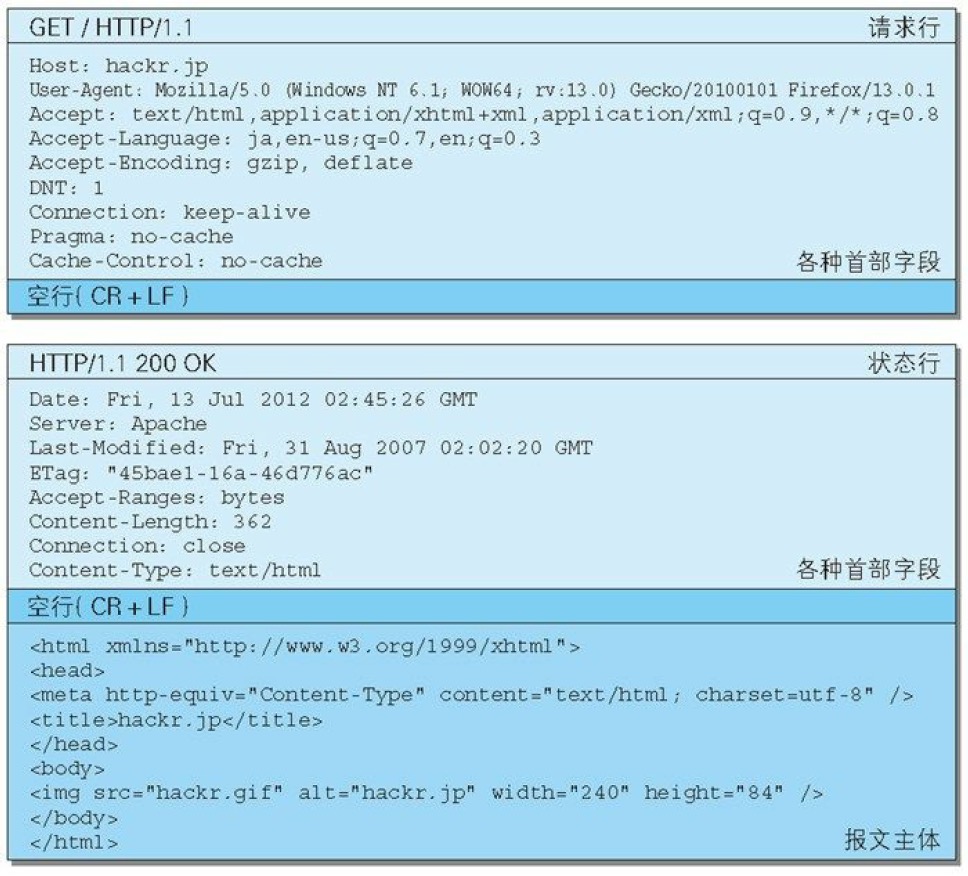 GET / HTTP/1.1 请求行
Host: hackr.jp
User-Agent: Mozilla/5.0 (Windows NT 6.1; WOW64; rv:13.0) Gecko/20100101 Firefox/13.0.1
Accept: text/html,application/xhtml+xml,application/xml;q=0.9,*/*;q=0.8
Accept-Language: ja,en-us;q=0.7,en;q=0.3
Accept-Encoding: gzip, deflate
DNT: 1
Connection: keep-alive
Pragma: no-cache
Cache-Control: no-cache 各种首部字段
空行( CR + LF )
HTTP/1.1 200 OK 状态行
Date: Fri, 13 Jul 2012 02:45:26 GMT
Server: Apache
Last-Modified: Fri, 31 Aug 2007 02:02:20 GMT
ETag: "45bae1-16a-46d776ac"
Accept-Ranges: bytes
Content-Length: 362
Connection: close
Content-Type: text/html 各种首部字段
空行( CR + LF )
<html xmlns="http://www.w3.org/1999/xhtml">
<head>
<meta http-equiv="Content-Type" content="text/html; charset=utf-8" />
<title>hackr.jp</title>
</head>
<body>
<img src="hackr.gif" alt="hackr.jp" width="240" height="84" />
</body>
</html> 报文主体